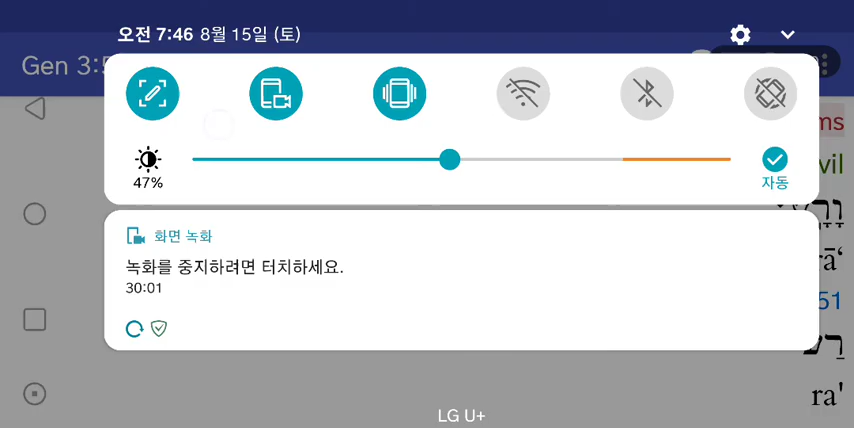 오전 7:46 8월 15일 (토)
Gen 3:5
47%
자동
ms
vil
화면 녹화
녹화를 중지하려면 터치하세요.
30:01
rā‘
51
רַע
ra'
LG U+